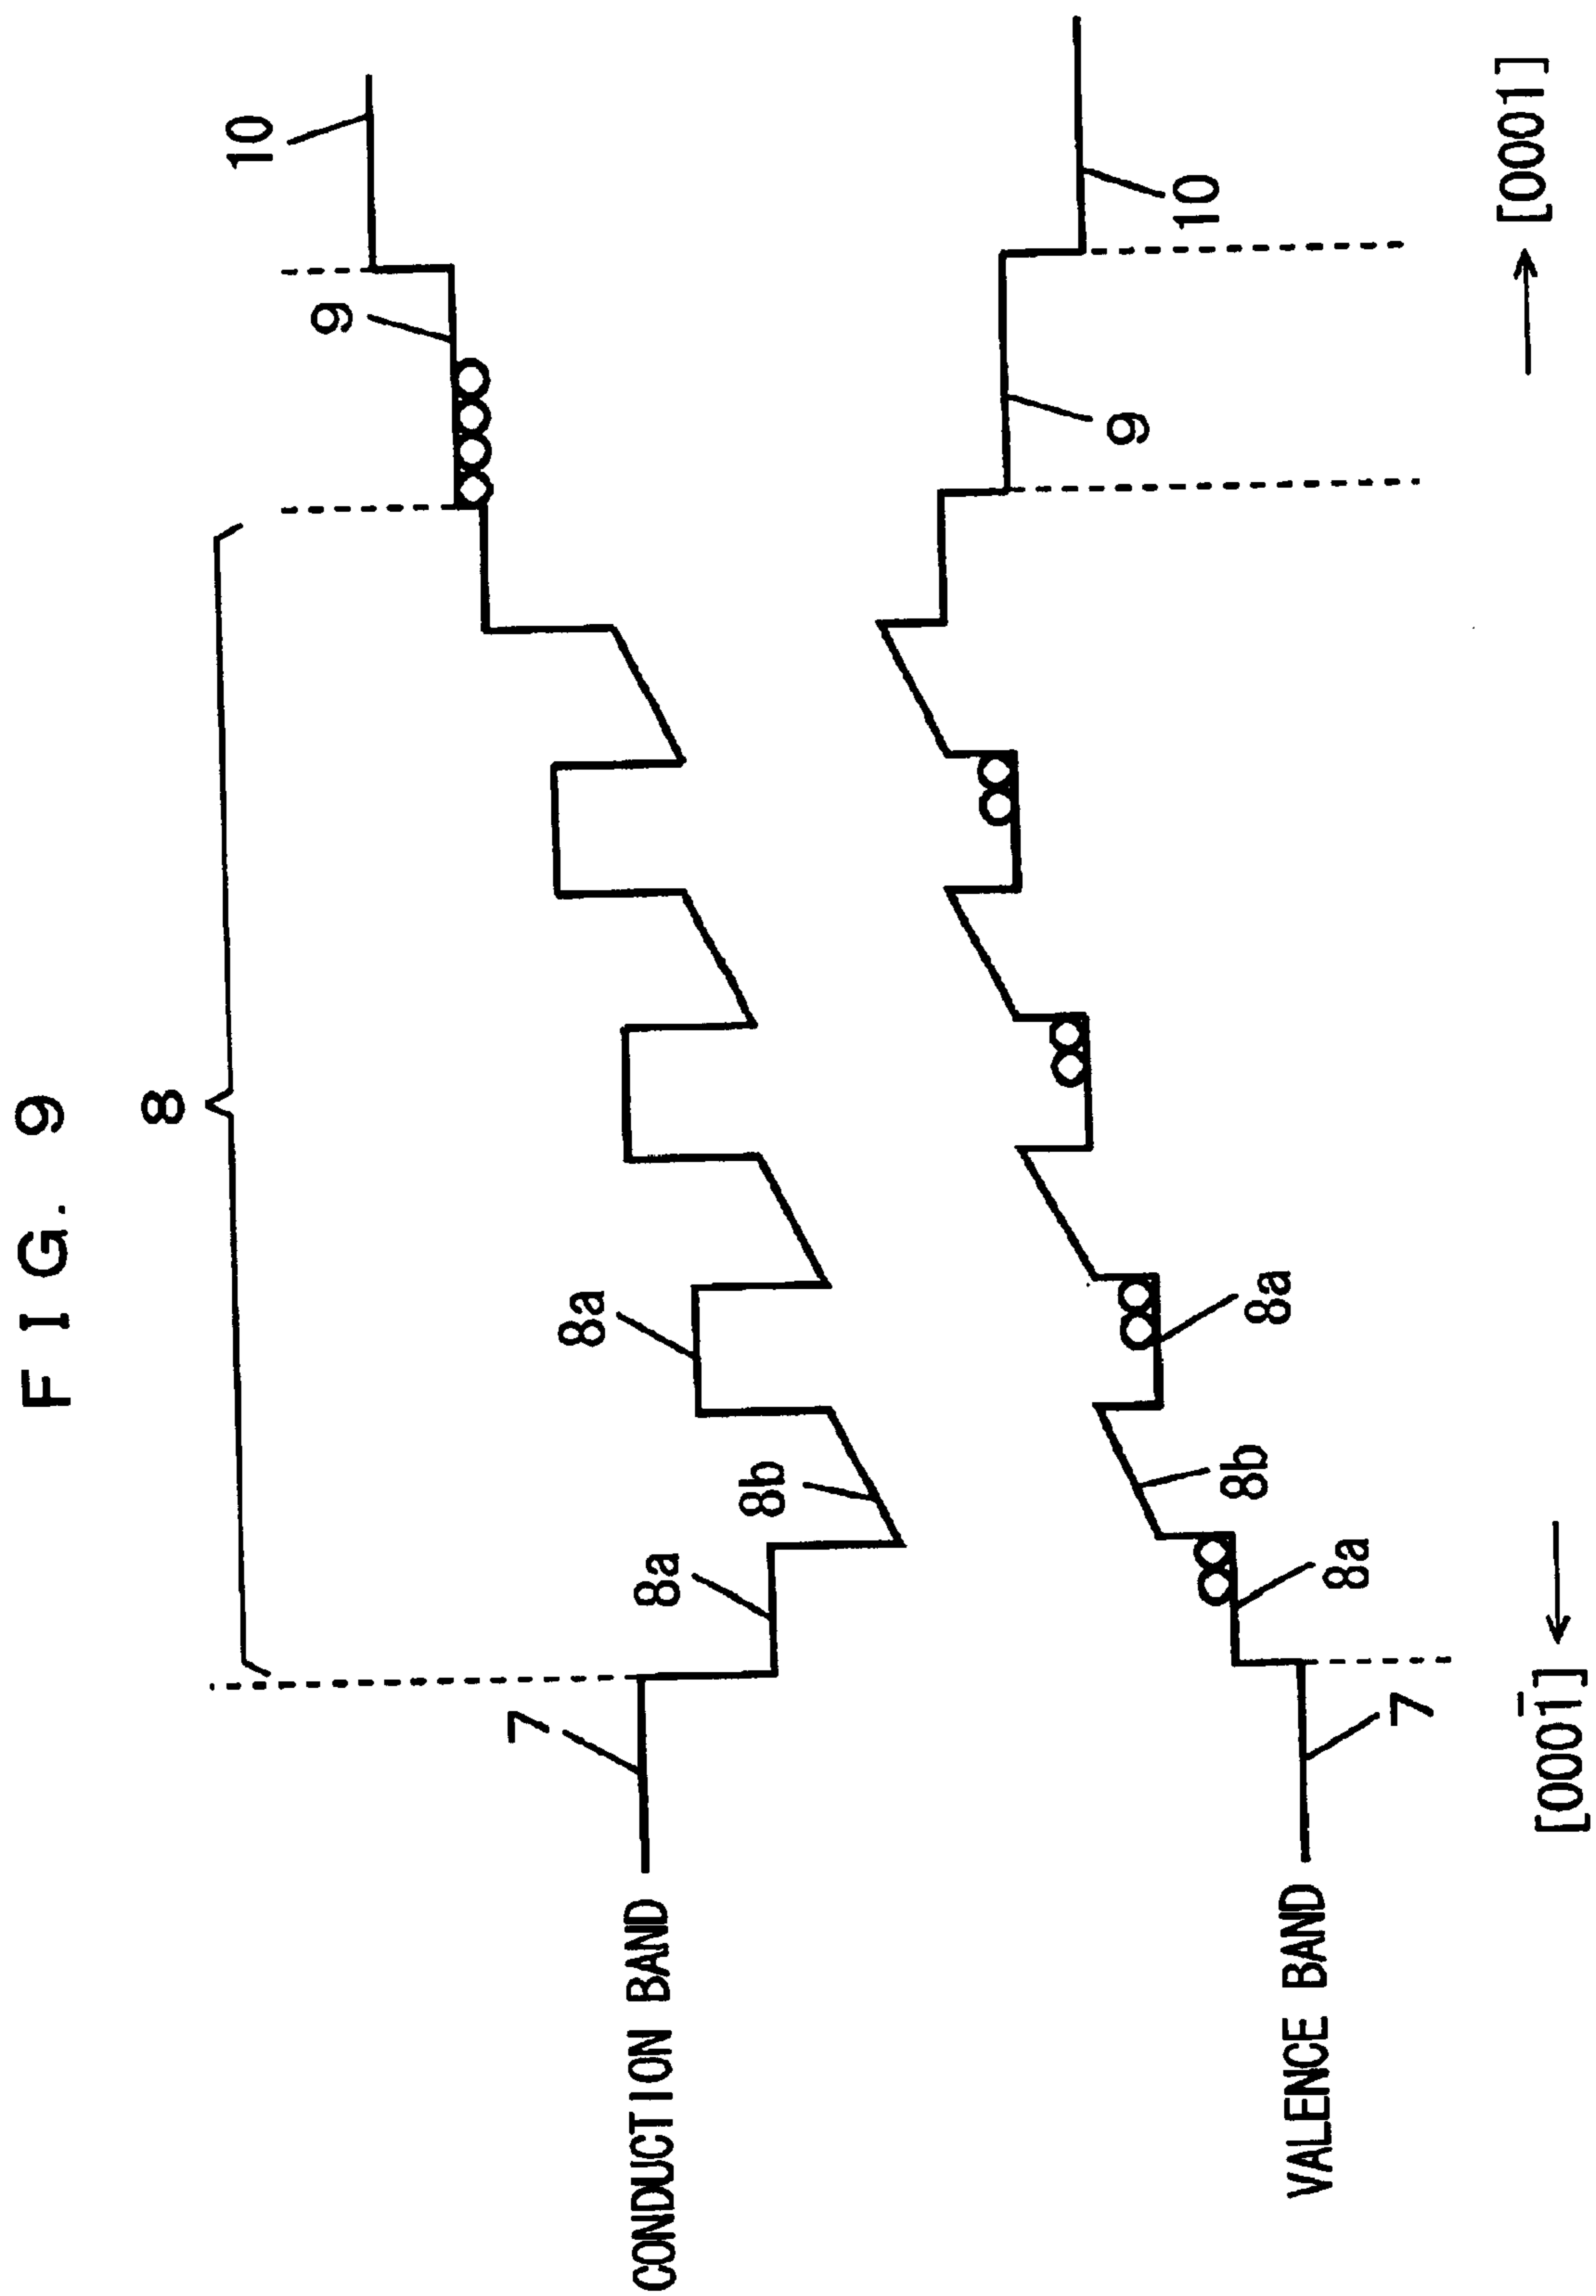 FIG. 9
8
10
9
8a
8b
8a
7
CONDUCTION BAND
10
9
8a
8b
8a
7
VALENCE BAND
[0001̄]
[0001]